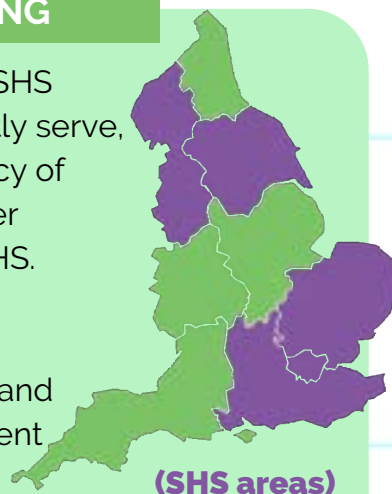 NG
SHS
lly serve,
cy of
er
HS.
and
ent
(SHS areas)